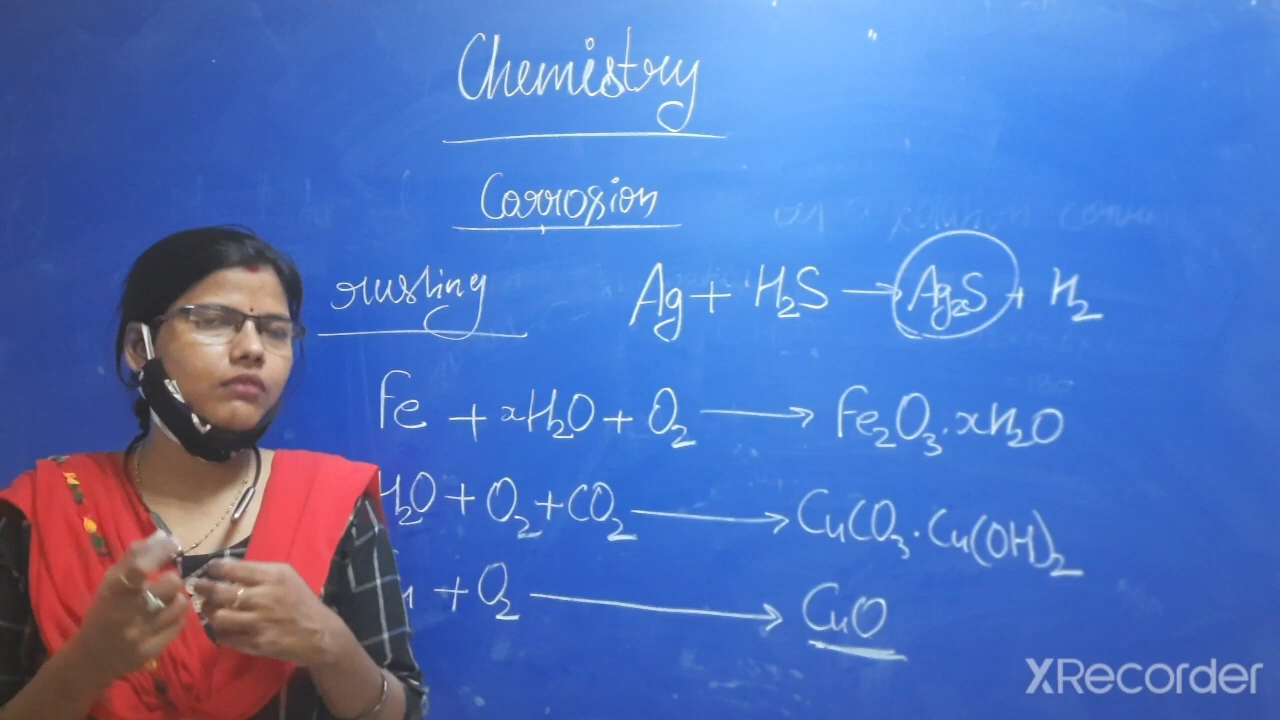 Chemistry
Corrosion
rusting
Ag + H₂S → Ag₂S + H₂
Fe + xH₂O + O₂ → Fe₂O₃.xH₂O
H₂O + O₂ + CO₂ → CuCO₃.Cu(OH)₂
+ O₂ → CuO
XRecorder